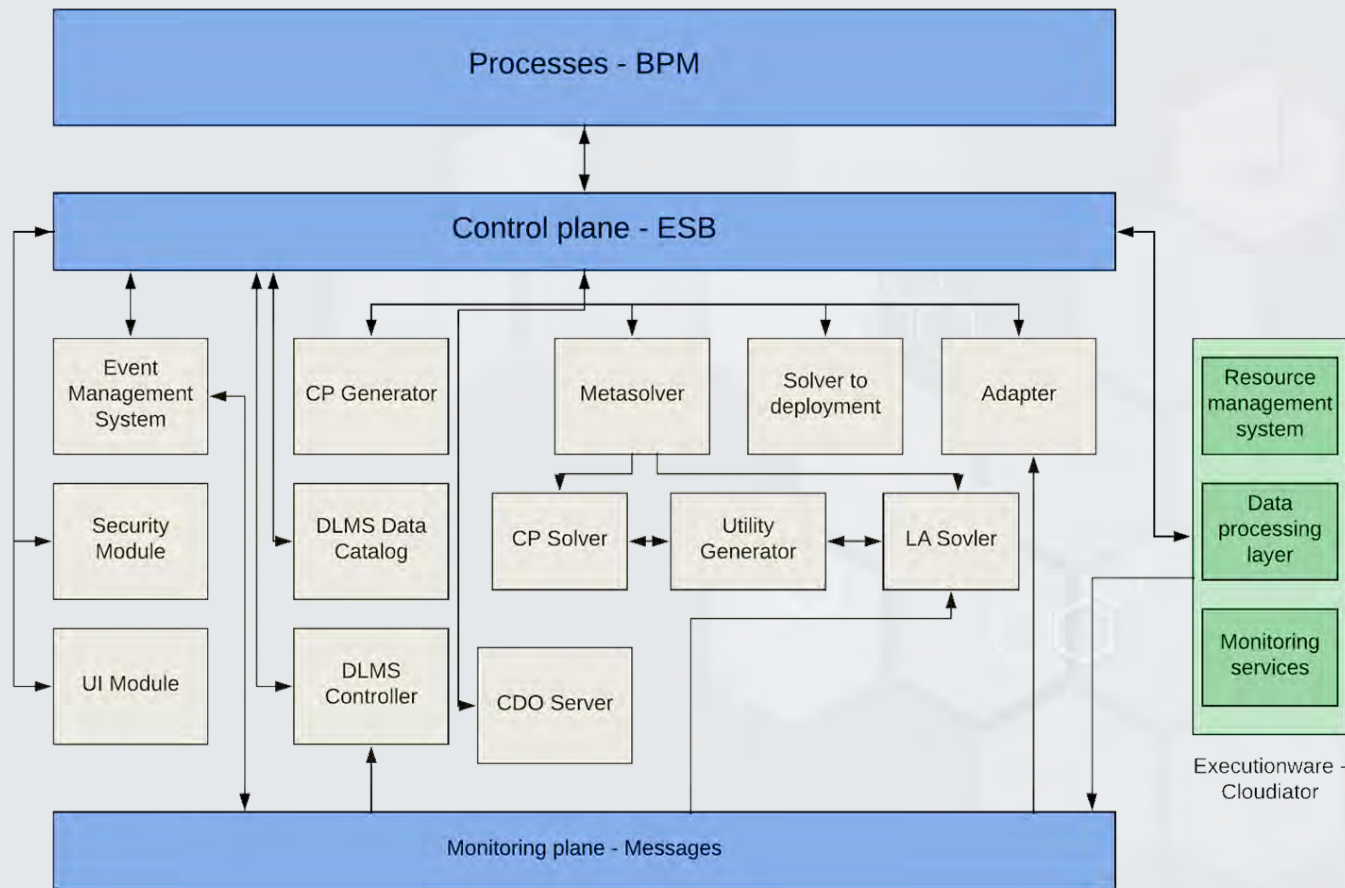 Processes - BPM
Control plane - ESB
Event
Management
System
CP Generator
Metasolver
Solver to
deployment
Adapter
Resource
management
system
Security
Module
DLMS Data
Catalog
CP Solver
Utility
Generator
LA Sovler
Data
processing
layer
UI Module
DLMS
Controller
CDO Server
Monitoring
services
Executionware -
Cloudiator
Monitoring plane - Messages